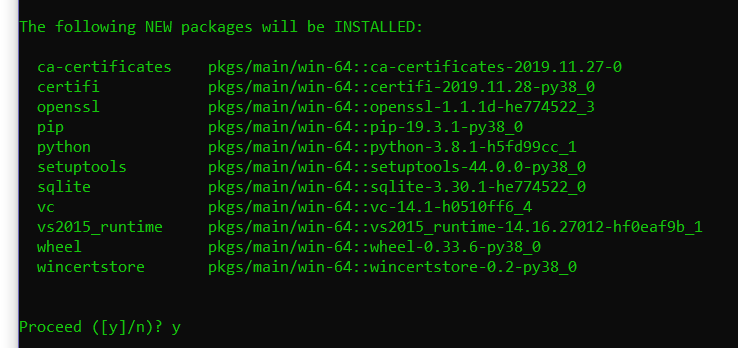 The following NEW packages will be INSTALLED:
ca-certificates pkgs/main/win-64::ca-certificates-2019.11.27-0
certifi pkgs/main/win-64::certifi-2019.11.28-py38_0
openssl pkgs/main/win-64::openssl-1.1.1d-he774522_3
pip pkgs/main/win-64::pip-19.3.1-py38_0
python pkgs/main/win-64::python-3.8.1-h5fd99cc_1
setuptools pkgs/main/win-64::setuptools-44.0.0-py38_0
sqlite pkgs/main/win-64::sqlite-3.30.1-he774522_0
vc pkgs/main/win-64::vc-14.1-h0510ff6_4
vs2015_runtime pkgs/main/win-64::vs2015_runtime-14.16.27012-hf0eaf9b_1
wheel pkgs/main/win-64::wheel-0.33.6-py38_0
wincertstore pkgs/main/win-64::wincertstore-0.2-py38_0
Proceed ([y]/n)? y